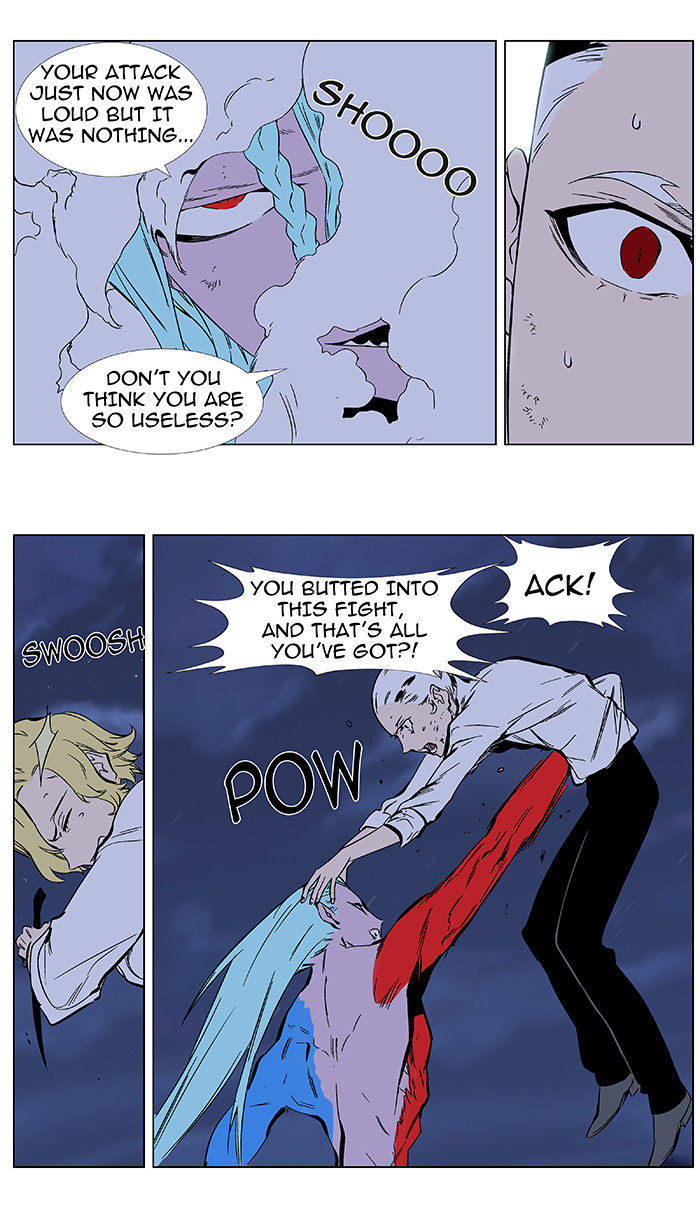 YOUR ATTACK
JUST NOW WAS
LOUD BUT IT
WAS NOTHING...
SHOOOO
DON'T YOU
THINK YOU ARE
SO USELESS?
SWOOSH
YOU BUTTED INTO
THIS FIGHT,
AND THAT'S ALL
YOU'VE GOT?!
ACK!
POW